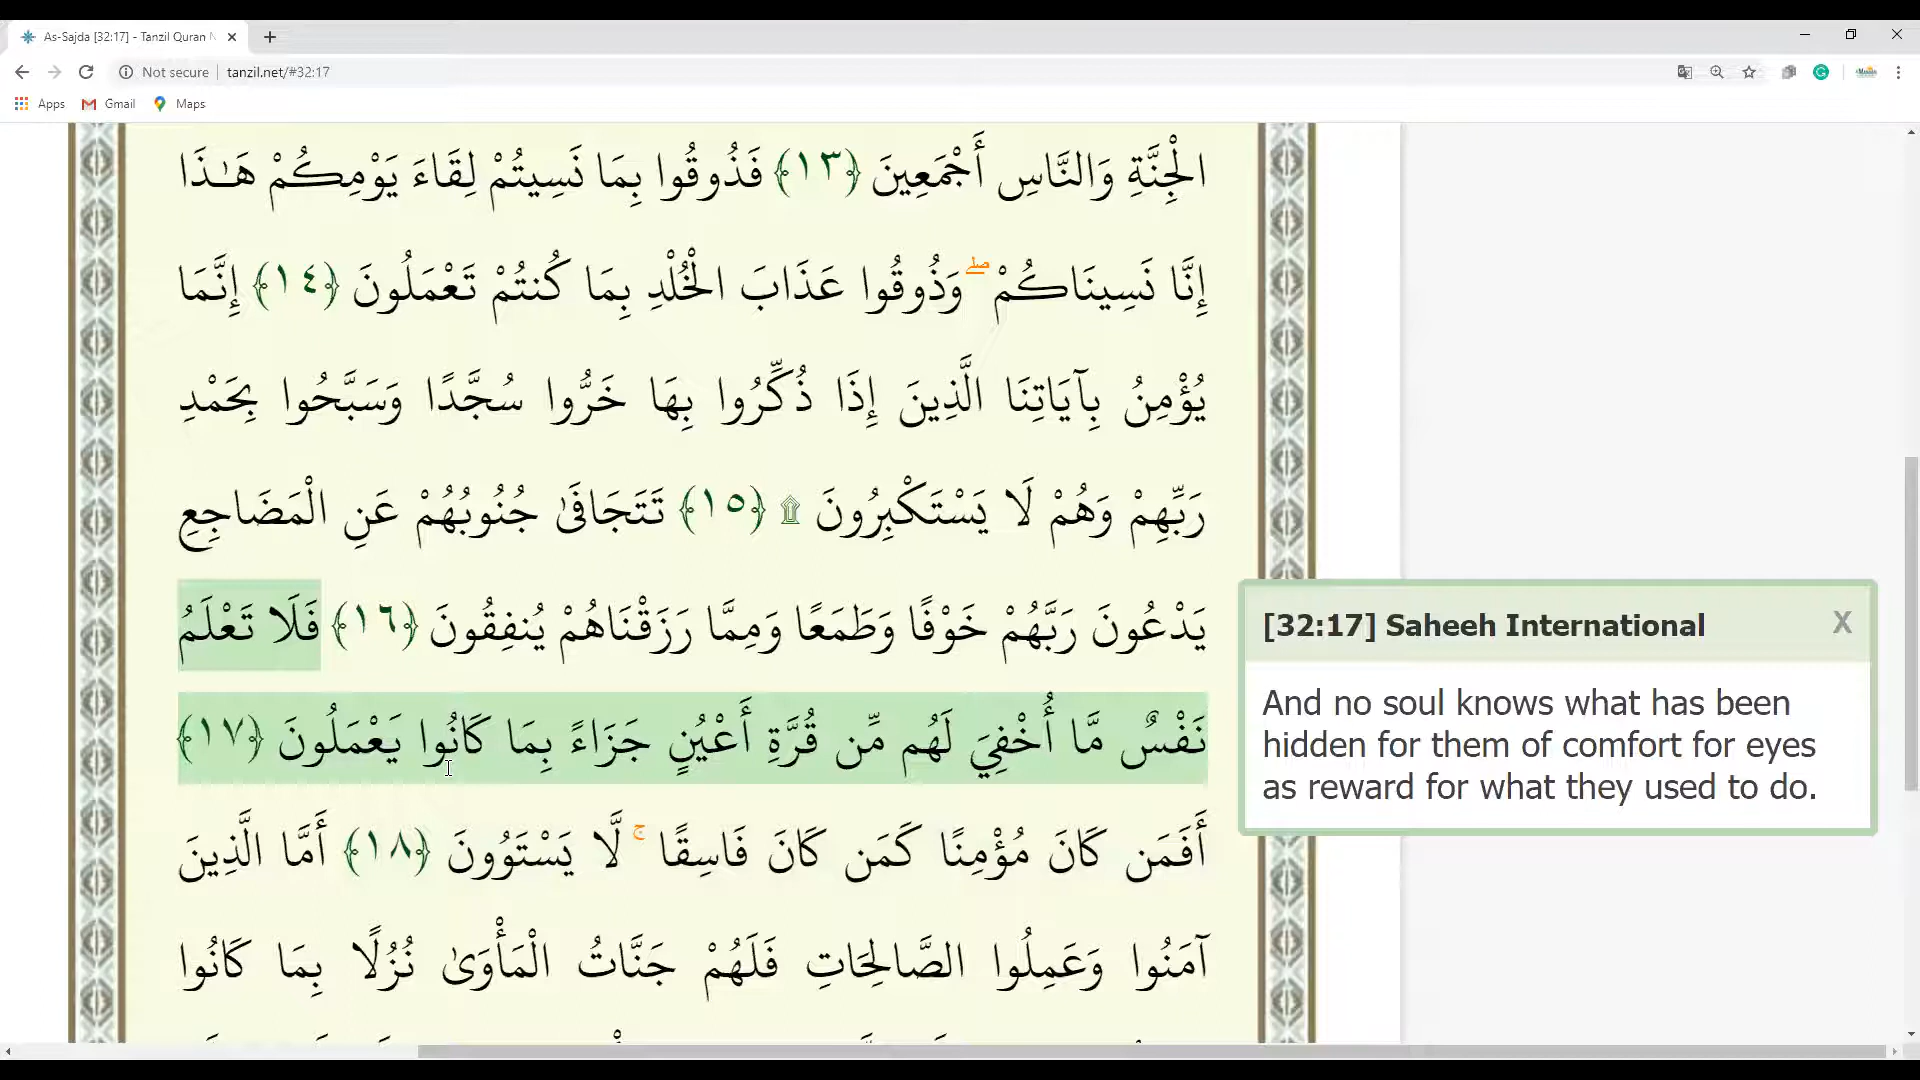 As-Sajda [32:17] - Tanzil Quran N
Not secure
tanzil.net/#32:17
Apps
Gmail
Maps
الْجِنَّةِ وَالنَّاسِ أَجْمَعِينَ ﴿١٣﴾ فَذُوقُوا بِمَا نَسِيتُمْ لِقَاءَ يَوْمِكُمْ هَـٰذَا
إِنَّا نَسِينَاكُمْ ۖ وَذُوقُوا عَذَابَ الْخُلْدِ بِمَا كُنتُمْ تَعْمَلُونَ ﴿١٤﴾ إِنَّمَا
يُؤْمِنُ بِآيَاتِنَا الَّذِينَ إِذَا ذُكِّرُوا بِهَا خَرُّوا سُجَّدًا وَسَبَّحُوا بِحَمْدِ
رَبِّهِمْ وَهُمْ لَا يَسْتَكْبِرُونَ ۩ ﴿١٥﴾ تَتَجَافَىٰ جُنُوبُهُمْ عَنِ الْمَضَاجِعِ
يَدْعُونَ رَبَّهُمْ خَوْفًا وَطَمَعًا وَمِمَّا رَزَقْنَاهُمْ يُنفِقُونَ ﴿١٦﴾ فَلَا تَعْلَمُ
نَفْسٌ مَّا أُخْفِيَ لَهُم مِّن قُرَّةِ أَعْيُنٍ جَزَاءً بِمَا كَانُوا يَعْمَلُونَ ﴿١٧﴾
أَفَمَن كَانَ مُؤْمِنًا كَمَن كَانَ فَاسِقًا ۚ لَّا يَسْتَوُونَ ﴿١٨﴾ أَمَّا الَّذِينَ
آمَنُوا وَعَمِلُوا الصَّالِحَاتِ فَلَهُمْ جَنَّاتُ الْمَأْوَىٰ نُزُلًا بِمَا كَانُوا
[32:17] Saheeh International
X
And no soul knows what has been
hidden for them of comfort for eyes
as reward for what they used to do.